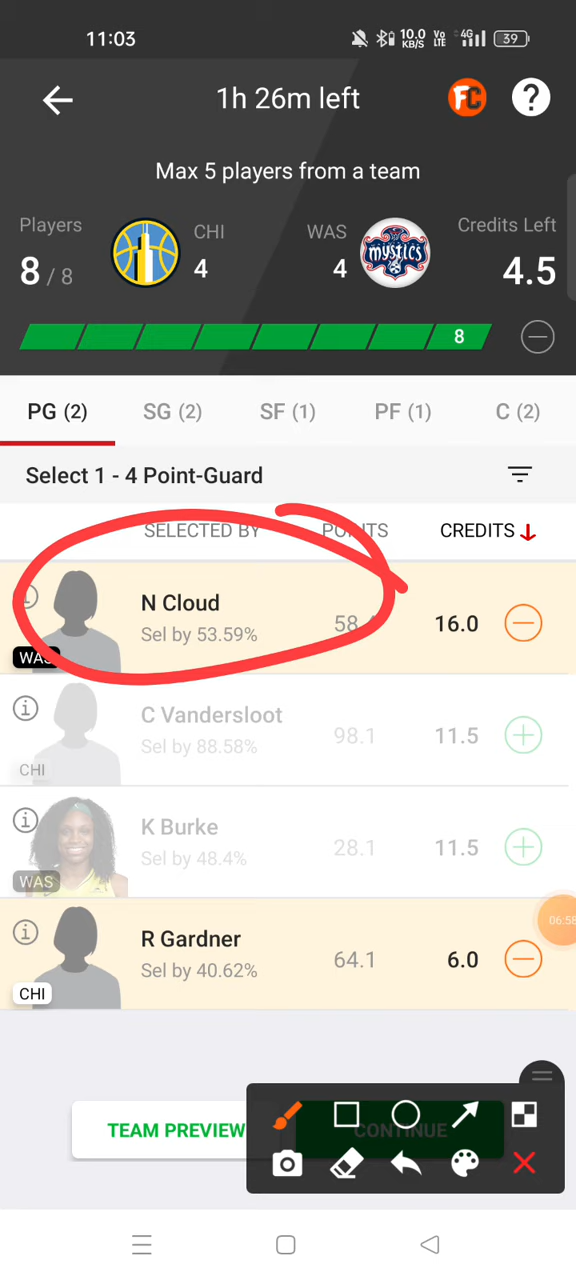 11:03 10.0 KB/S Vo LTE 4G 39
1h 26m left FC ?
Max 5 players from a team
Players CHI WAS Credits Left
8 / 8 4 4 mystics 4.5
8
PG (2) SG (2) SF (1) PF (1) C (2)
Select 1 - 4 Point-Guard
SELECTED BY POINTS CREDITS
N Cloud
Sel by 53.59% 16.0
WAS
C Vandersloot
Sel by 88.58% 98.1 11.5
CHI
K Burke
Sel by 48.4% 28.1 11.5
WAS
06:58
R Gardner
Sel by 40.62% 64.1 6.0
CHI
TEAM PREVIEW CONTINUE